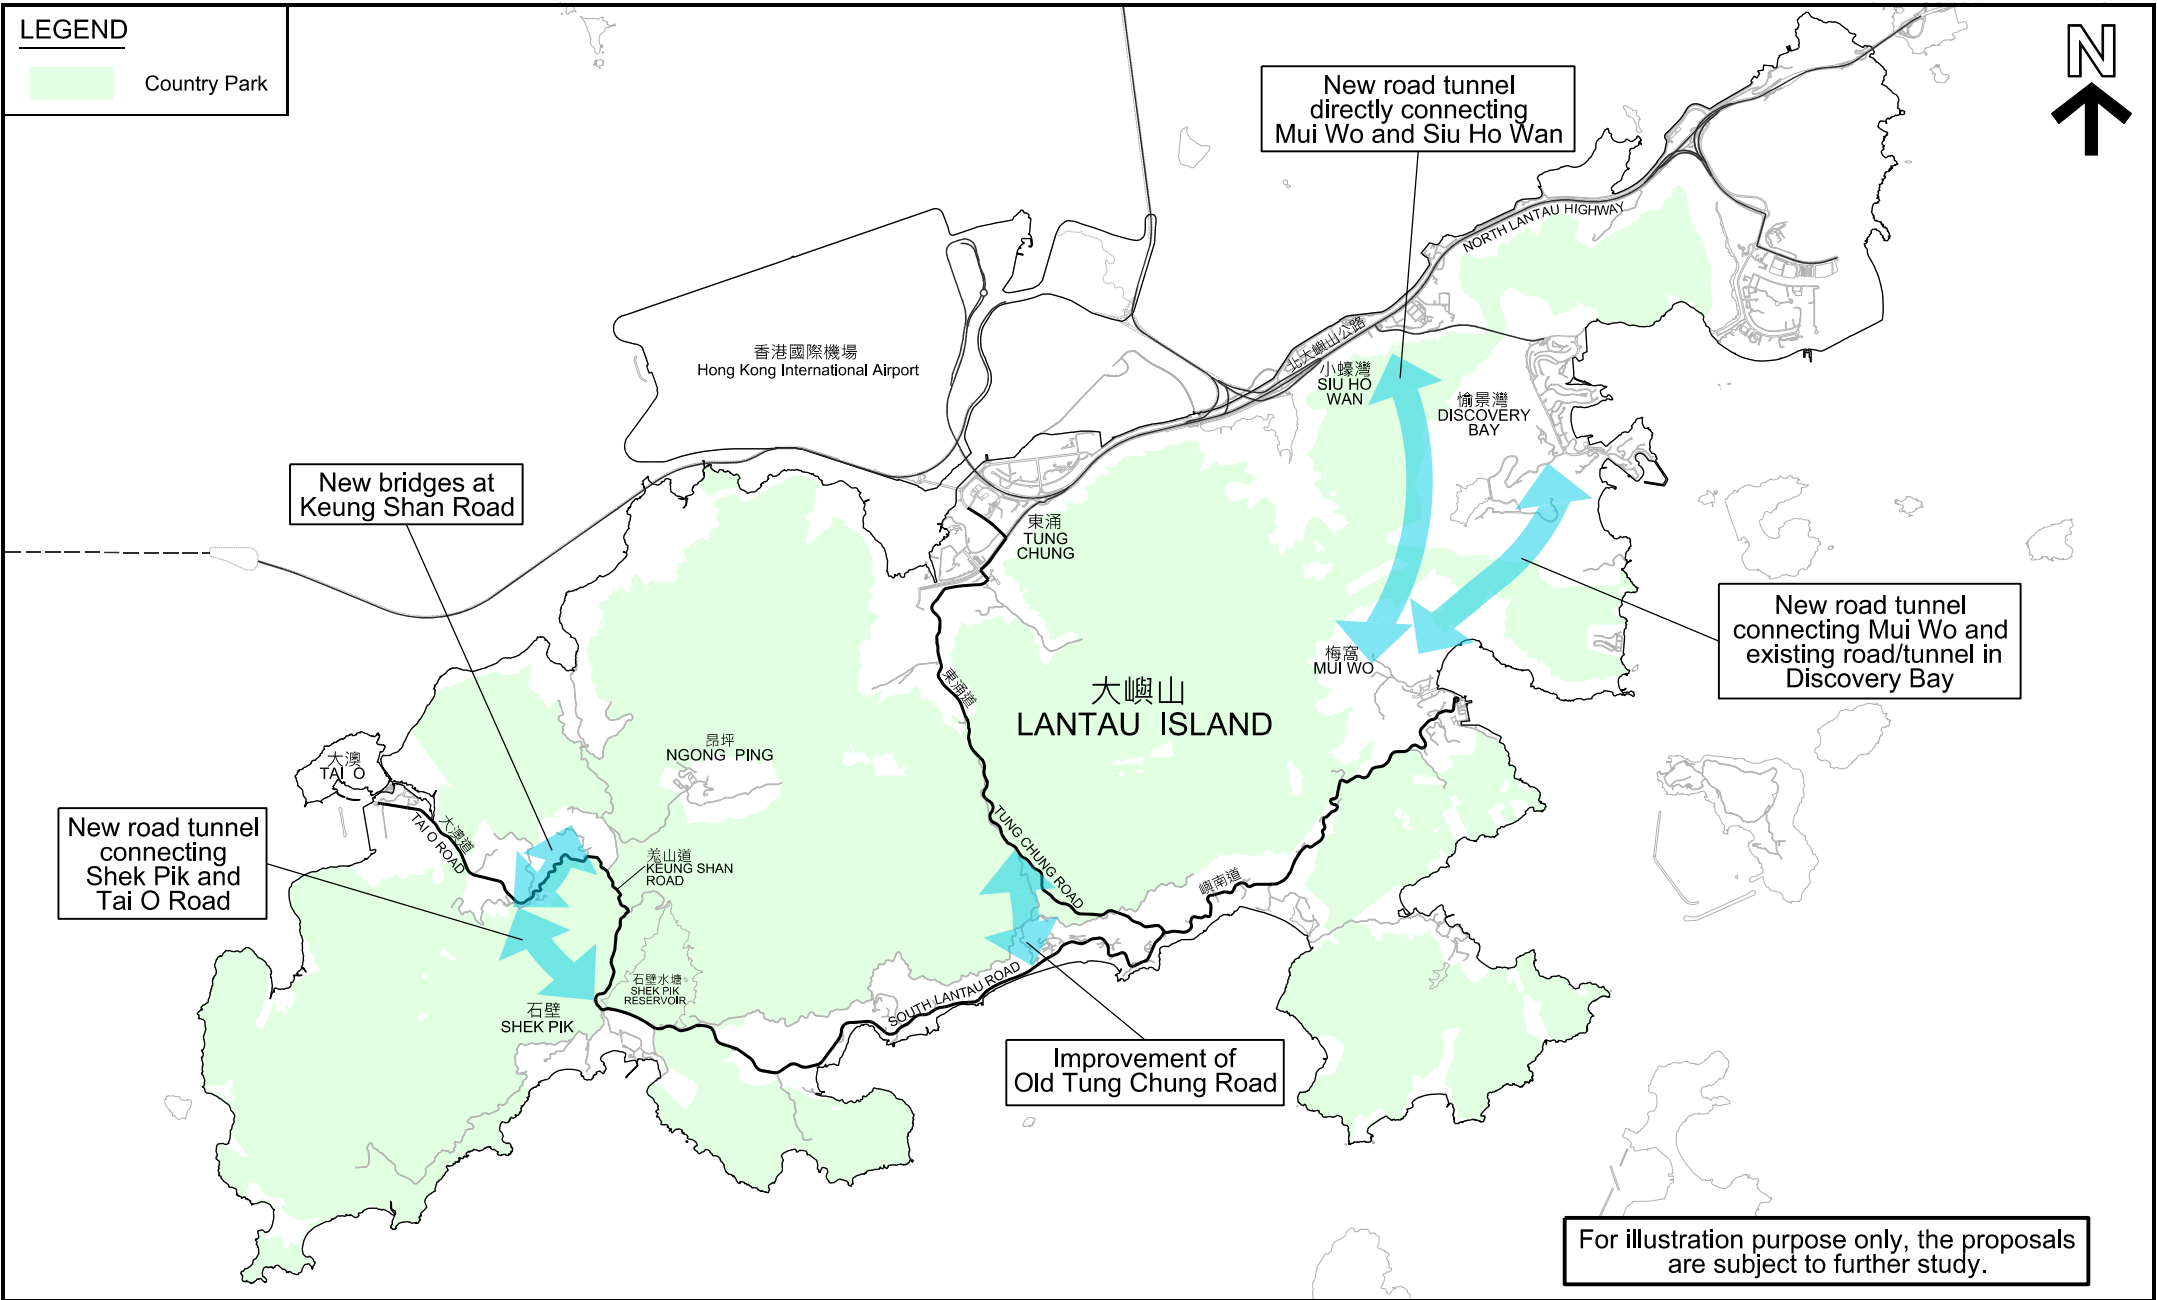 LEGEND
Country Park
N
New road tunnel
directly connecting
Mui Wo and Siu Ho Wan
NORTH LANTAU HIGHWAY
北大嶼山公路
香港國際機場
Hong Kong International Airport
小蠔灣
SIU HO
WAN
愉景灣
DISCOVERY
BAY
New bridges at
Keung Shan Road
東涌
TUNG
CHUNG
New road tunnel
connecting Mui Wo and
existing road/tunnel in
Discovery Bay
梅窩
MUI WO
東涌道
大嶼山
LANTAU ISLAND
昂坪
NGONG PING
大澳
TAI O
大澳道
TAI O ROAD
New road tunnel
connecting
Shek Pik and
Tai O Road
羗山道
KEUNG SHAN
ROAD
TUNG CHUNG ROAD
嶼南道
石壁水塘
SHEK PIK
RESERVOIR
石壁
SHEK PIK
SOUTH LANTAU ROAD
Improvement of
Old Tung Chung Road
For illustration purpose only, the proposals
are subject to further study.